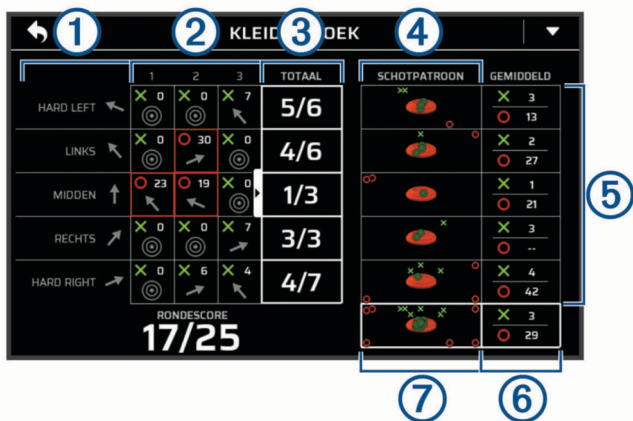 1 2 3 4
KLEI OEK
1 2 3 TOTAAL SCHOTPATROON GEMIDDELD
HARD LEFT X 0 X 0 X 7 5/6 X 3
O 13
LINKS X 0 O 30 X 0 4/6 X 2
O 27
MIDDEN O 23 O 19 X 0 1/3 X 1
O 21
RECHTS X 0 X 0 X 7 3/3 X 3
O --
HARD RIGHT X 0 X 6 X 4 4/7 X 4
O 42
5
RONDESCORE
17/25
X 3
O 29
7 6